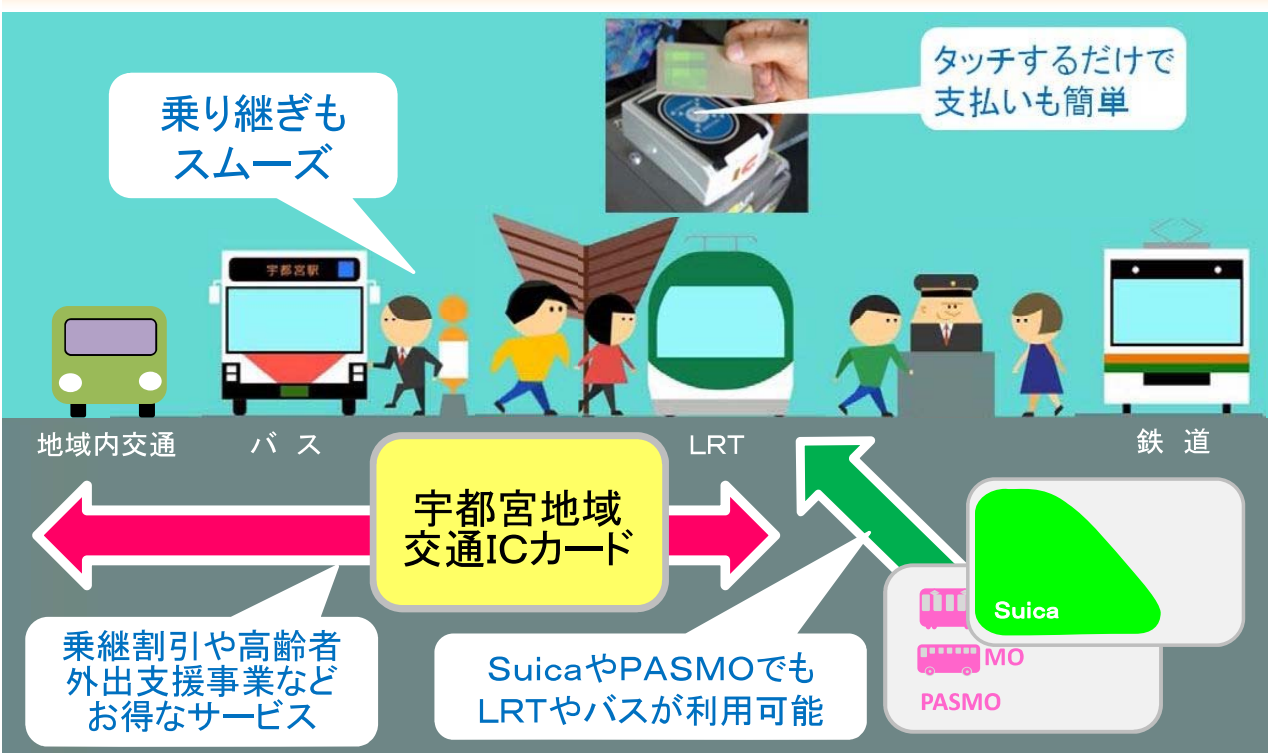 タッチするだけで
支払いも簡単
乗り継ぎも
スムーズ
IC
宇都宮駅
地域内交通
バス
LRT
鉄道
宇都宮地域
交通ICカード
Suica
MO
PASMO
乗継割引や高齢者
外出支援事業など
お得なサービス
SuicaやPASMOでも
LRTやバスが利用可能